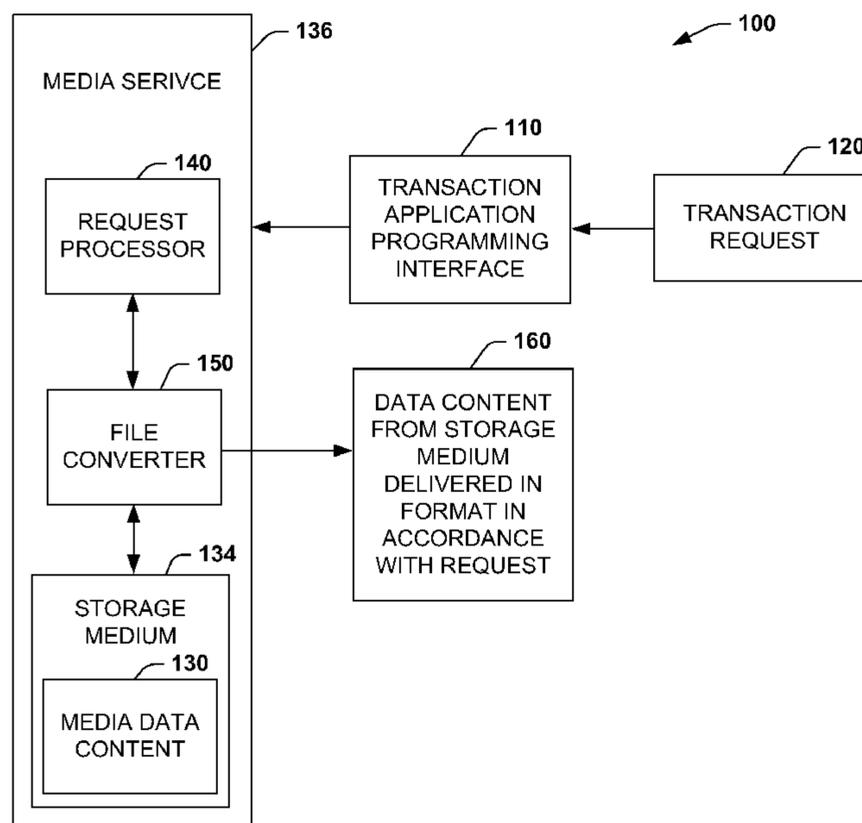 136
100
MEDIA SERIVCE
110
120
140
TRANSACTION
APPLICATION
PROGRAMMING
INTERFACE
TRANSACTION
REQUEST
REQUEST
PROCESSOR
160
150
DATA CONTENT
FROM STORAGE
MEDIUM
DELIVERED IN
FORMAT IN
ACCORDANCE
WITH REQUEST
FILE
CONVERTER
134
STORAGE
MEDIUM
130
MEDIA DATA
CONTENT